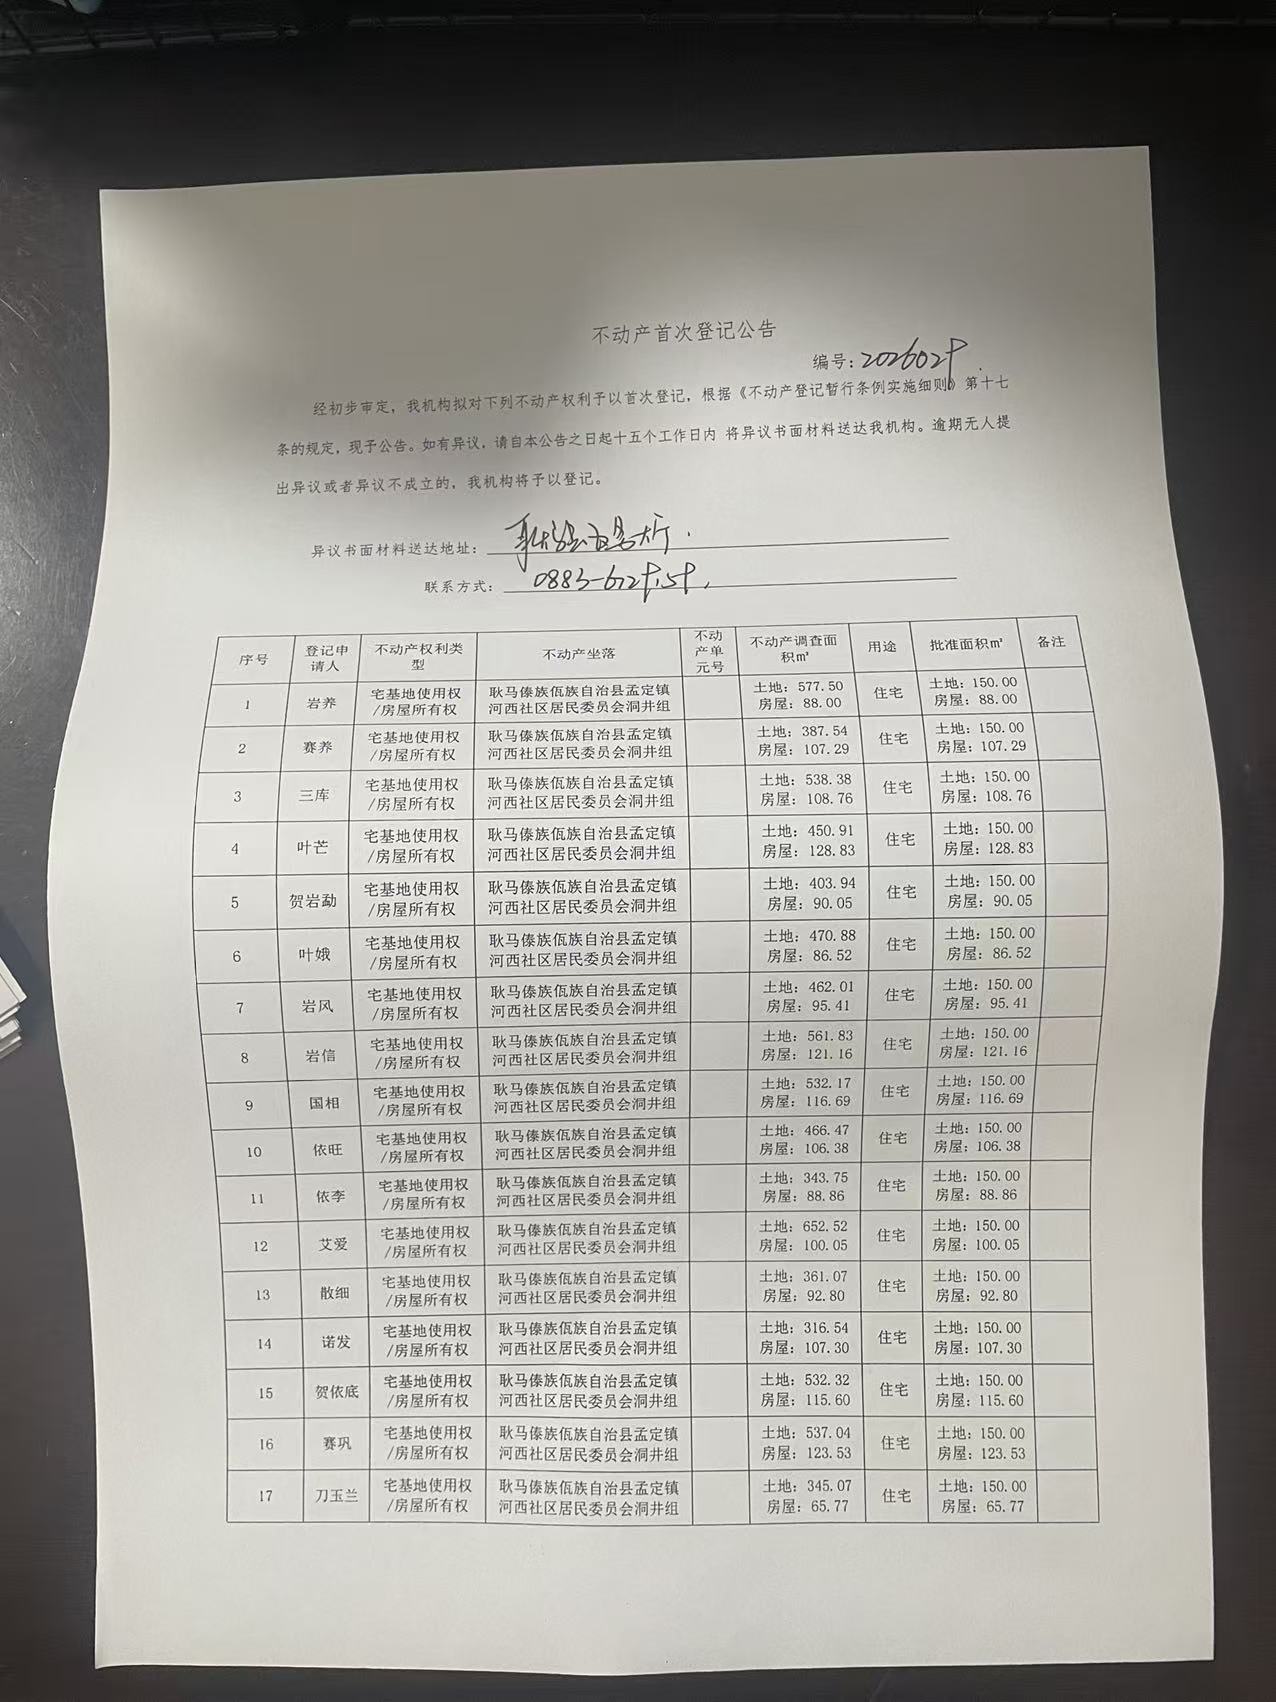 不动产首次登记公告
编号：
经初步审定，我机构拟对下列不动产权利予以首次登记，根据《不动产登记暂行条例实施细则》第十七
条的规定，现予公告。如有异议，请自本公告之日起十五个工作日内 将异议书面材料送达我机构。逾期无人提
出异议或者异议不成立的，我机构将予以登记。
异议书面材料送达地址：
联系方式：
序号 登记申请人 不动产权利类型 不动产坐落 不动产单元号 不动产调查面积㎡ 用途 批准面积㎡ 备注
1 岩养 宅基地使用权/房屋所有权 耿马傣族佤族自治县孟定镇河西社区居民委员会洞井组 土地：577.50 房屋：88.00 住宅 土地：150.00 房屋：88.00
2 赛养 宅基地使用权/房屋所有权 耿马傣族佤族自治县孟定镇河西社区居民委员会洞井组 土地：387.54 房屋：107.29 住宅 土地：150.00 房屋：107.29
3 三库 宅基地使用权/房屋所有权 耿马傣族佤族自治县孟定镇河西社区居民委员会洞井组 土地：538.38 房屋：108.76 住宅 土地：150.00 房屋：108.76
4 叶芒 宅基地使用权/房屋所有权 耿马傣族佤族自治县孟定镇河西社区居民委员会洞井组 土地：450.91 房屋：128.83 住宅 土地：150.00 房屋：128.83
5 贺岩勐 宅基地使用权/房屋所有权 耿马傣族佤族自治县孟定镇河西社区居民委员会洞井组 土地：403.94 房屋：90.05 住宅 土地：150.00 房屋：90.05
6 叶娥 宅基地使用权/房屋所有权 耿马傣族佤族自治县孟定镇河西社区居民委员会洞井组 土地：470.88 房屋：86.52 住宅 土地：150.00 房屋：86.52
7 岩风 宅基地使用权/房屋所有权 耿马傣族佤族自治县孟定镇河西社区居民委员会洞井组 土地：462.01 房屋：95.41 住宅 土地：150.00 房屋：95.41
8 岩信 宅基地使用权/房屋所有权 耿马傣族佤族自治县孟定镇河西社区居民委员会洞井组 土地：561.83 房屋：121.16 住宅 土地：150.00 房屋：121.16
9 国相 宅基地使用权/房屋所有权 耿马傣族佤族自治县孟定镇河西社区居民委员会洞井组 土地：532.17 房屋：116.69 住宅 土地：150.00 房屋：116.69
10 依旺 宅基地使用权/房屋所有权 耿马傣族佤族自治县孟定镇河西社区居民委员会洞井组 土地：466.47 房屋：106.38 住宅 土地：150.00 房屋：106.38
11 依李 宅基地使用权/房屋所有权 耿马傣族佤族自治县孟定镇河西社区居民委员会洞井组 土地：343.75 房屋：88.86 住宅 土地：150.00 房屋：88.86
12 艾爱 宅基地使用权/房屋所有权 耿马傣族佤族自治县孟定镇河西社区居民委员会洞井组 土地：652.52 房屋：100.05 住宅 土地：150.00 房屋：100.05
13 散细 宅基地使用权/房屋所有权 耿马傣族佤族自治县孟定镇河西社区居民委员会洞井组 土地：361.07 房屋：92.80 住宅 土地：150.00 房屋：92.80
14 诺发 宅基地使用权/房屋所有权 耿马傣族佤族自治县孟定镇河西社区居民委员会洞井组 土地：316.54 房屋：107.30 住宅 土地：150.00 房屋：107.30
15 贺依底 宅基地使用权/房屋所有权 耿马傣族佤族自治县孟定镇河西社区居民委员会洞井组 土地：532.32 房屋：115.60 住宅 土地：150.00 房屋：115.60
16 赛巩 宅基地使用权/房屋所有权 耿马傣族佤族自治县孟定镇河西社区居民委员会洞井组 土地：537.04 房屋：123.53 住宅 土地：150.00 房屋：123.53
17 刀玉兰 宅基地使用权/房屋所有权 耿马傣族佤族自治县孟定镇河西社区居民委员会洞井组 土地：345.07 房屋：65.77 住宅 土地：150.00 房屋：65.77